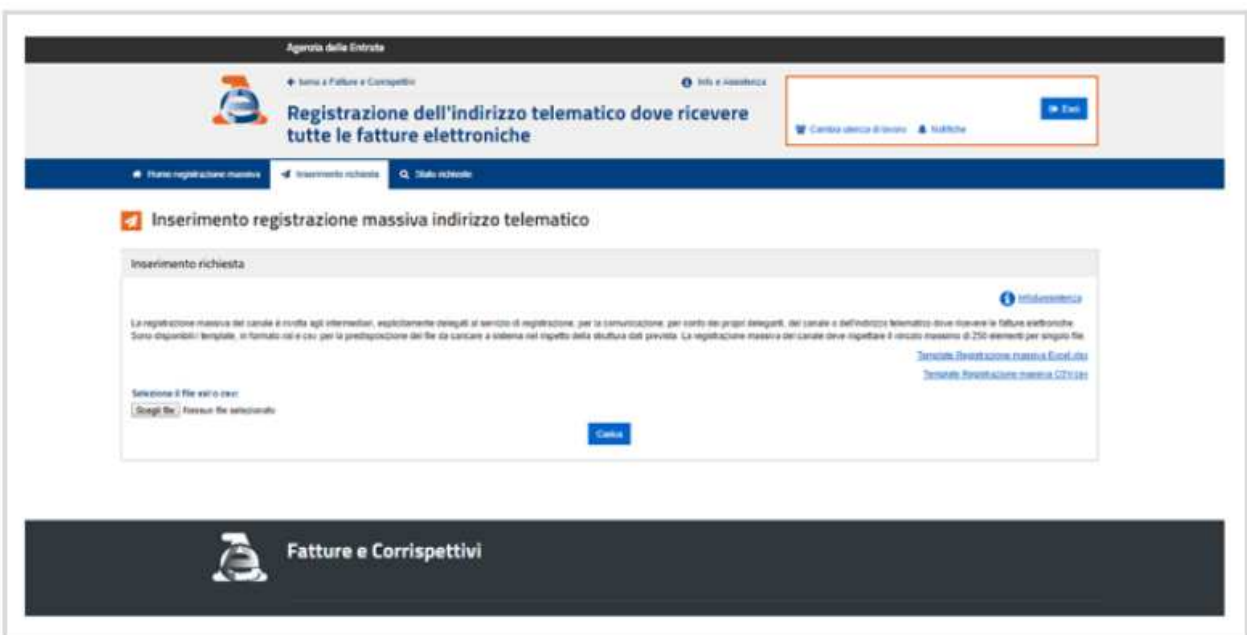 Agenzia delle Entrate
torna a Fatture e Corrispettivi
Info e Assistenza
Registrazione dell'indirizzo telematico dove ricevere
tutte le fatture elettroniche
Esci
Cambia utenza di lavoro
Notifiche
Home registrazione massiva
Inserimento richiesta
Stato richieste
Inserimento registrazione massiva indirizzo telematico
Inserimento richiesta
Info&assistenza
La registrazione massiva del canale è rivolta agli intermediari, esplicitamente delegati al servizio di registrazione, per la comunicazione, per conto dei propri deleganti, del canale o dell'indirizzo telematico dove ricevere le fatture elettroniche.
Sono disponibili i template, in formato xsl e csv per la predisposizione del file da caricare a sistema nel rispetto della struttura dati prevista. La registrazione massiva del canale deve rispettare il vincolo massimo di 250 elementi per singolo file.
Template Registrazione massiva Excel.xlsx
Template Registrazione massiva CSV.csv
Seleziona il file xsl o csv:
Scegli file
Nessun file selezionato
Carica
Fatture e Corrispettivi